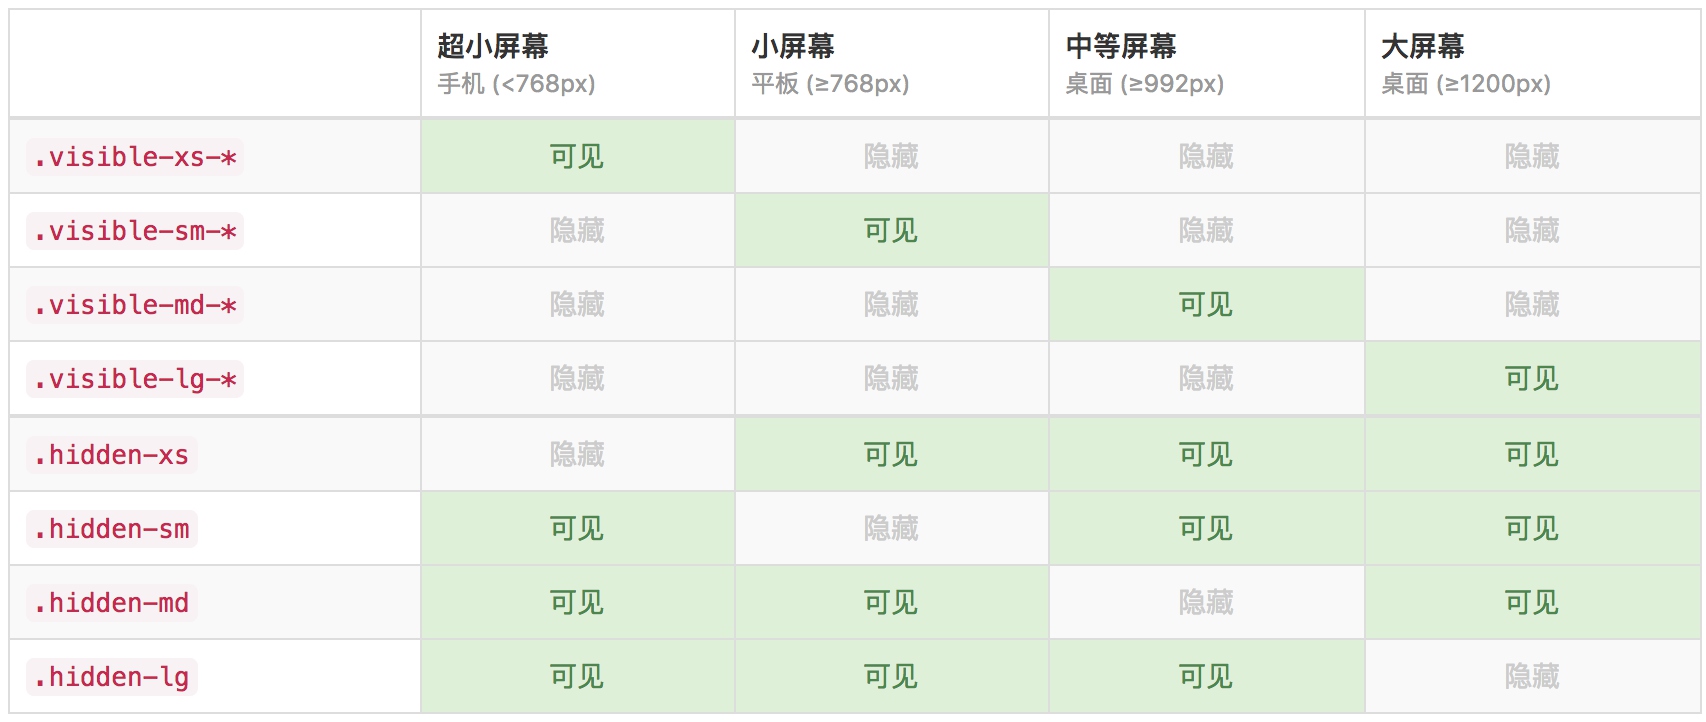 超小屏幕 小屏幕 中等屏幕 大屏幕
手机 (<768px) 平板 (≥768px) 桌面 (≥992px) 桌面 (≥1200px)
.visible-xs-* 可见 隐藏 隐藏 隐藏
.visible-sm-* 隐藏 可见 隐藏 隐藏
.visible-md-* 隐藏 隐藏 可见 隐藏
.visible-lg-* 隐藏 隐藏 隐藏 可见
.hidden-xs 隐藏 可见 可见 可见
.hidden-sm 可见 隐藏 可见 可见
.hidden-md 可见 可见 隐藏 可见
.hidden-lg 可见 可见 可见 隐藏